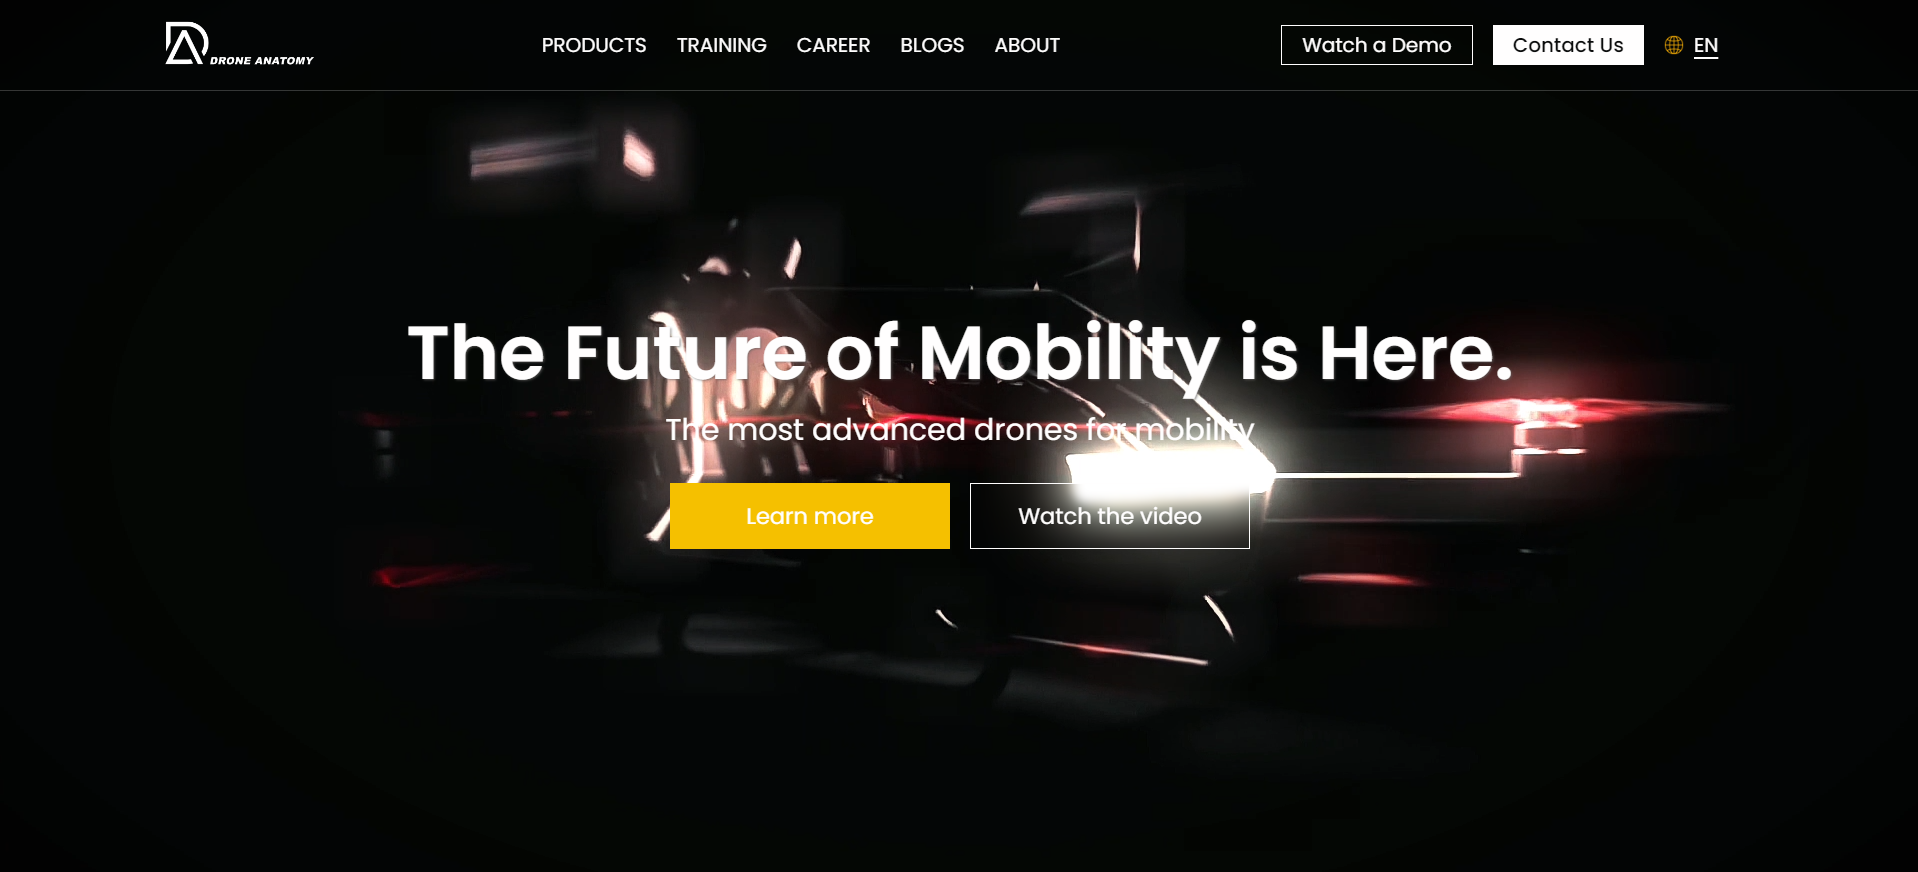 DRONE ANATOMY
PRODUCTS TRAINING CAREER BLOGS ABOUT
Watch a Demo
Contact Us
EN
The Future of Mobility is Here.
The most advanced drones for mobility
Learn more
Watch the video